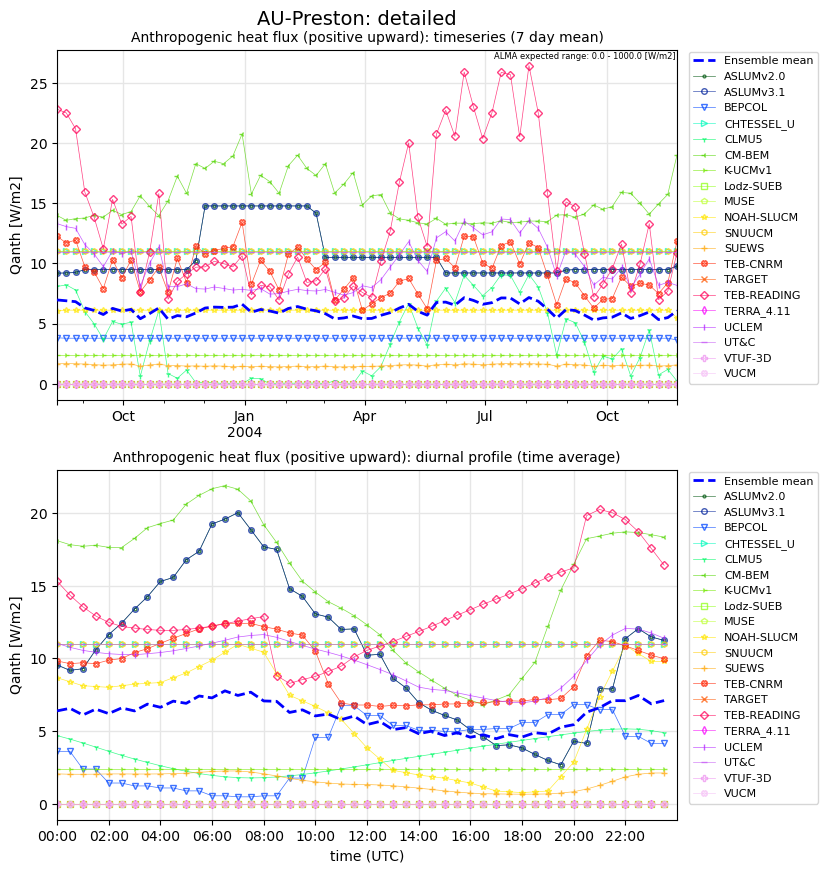 AU-Preston: detailed
Anthropogenic heat flux (positive upward): timeseries (7 day mean)
ALMA expected range: 0.0 - 1000.0 [W/m2]
Qanth [W/m2]
25
20
15
10
5
0
Oct
Jan
2004
Apr
Jul
Oct
Ensemble mean
ASLUMv2.0
ASLUMv3.1
BEPCOL
CHTESSEL_U
CLMU5
CM-BEM
K-UCMv1
Lodz-SUEB
MUSE
NOAH-SLUCM
SNUUCM
SUEWS
TEB-CNRM
TARGET
TEB-READING
TERRA_4.11
UCLEM
UT&C
VTUF-3D
VUCM
Anthropogenic heat flux (positive upward): diurnal profile (time average)
Qanth [W/m2]
20
15
10
5
0
00:00
02:00
04:00
06:00
08:00
10:00
12:00
14:00
16:00
18:00
20:00
22:00
time (UTC)
Ensemble mean
ASLUMv2.0
ASLUMv3.1
BEPCOL
CHTESSEL_U
CLMU5
CM-BEM
K-UCMv1
Lodz-SUEB
MUSE
NOAH-SLUCM
SNUUCM
SUEWS
TEB-CNRM
TARGET
TEB-READING
TERRA_4.11
UCLEM
UT&C
VTUF-3D
VUCM